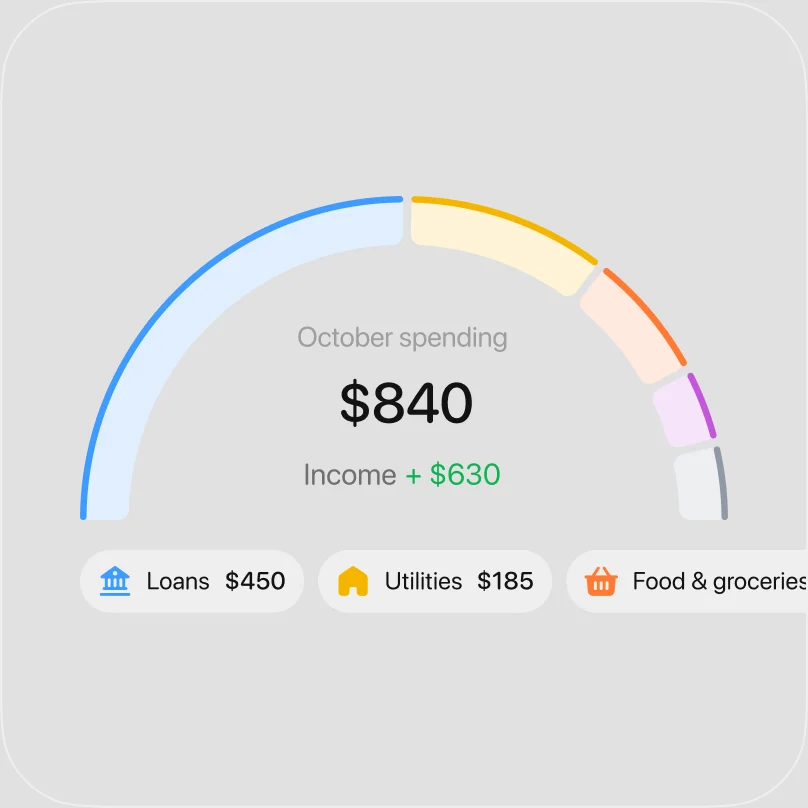 October spending
$840
Income + $630
Loans $450 Utilities $185 Food & groceries